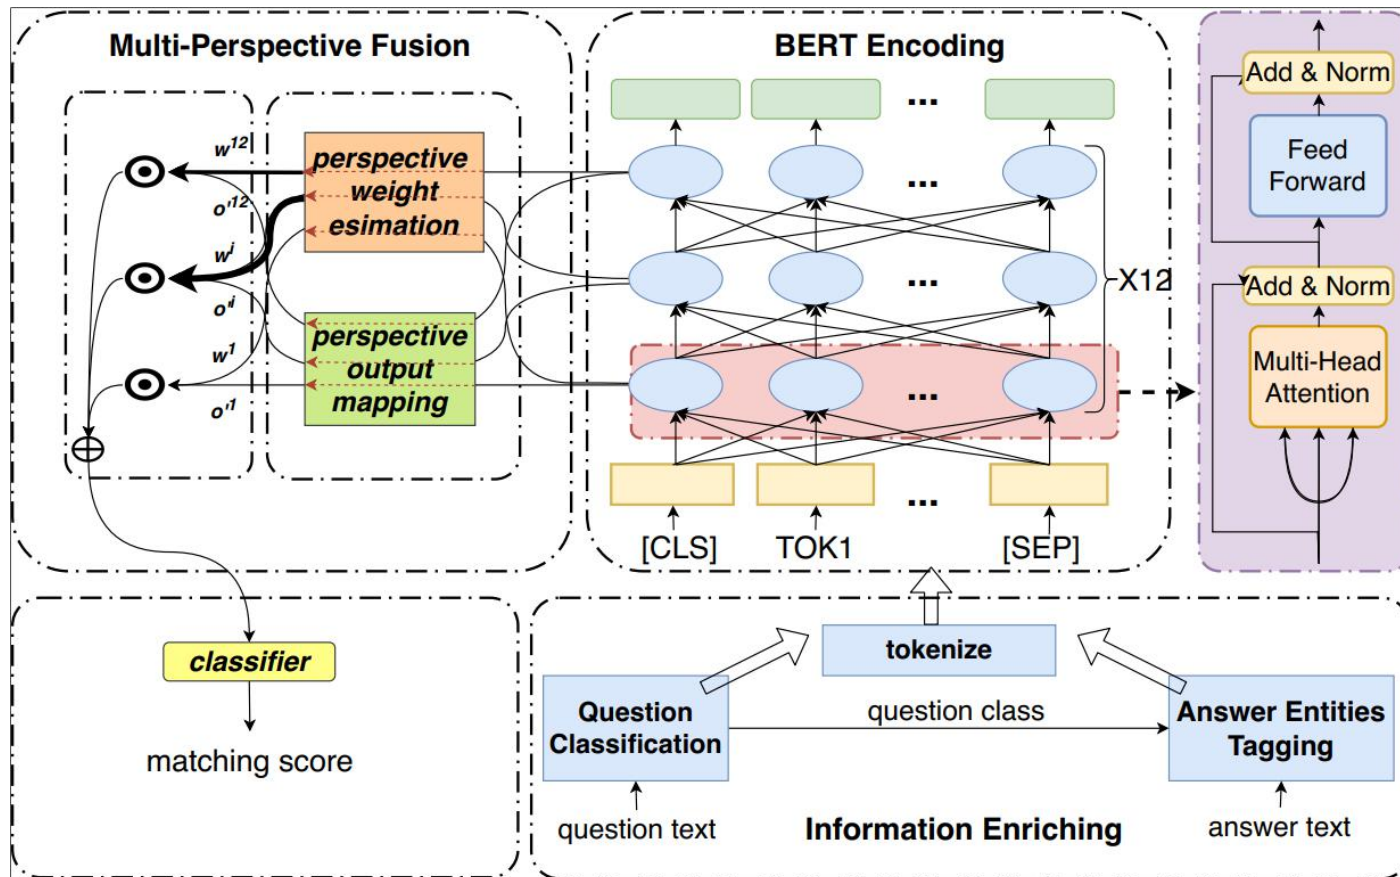 Multi-Perspective Fusion
w12
o'12
wi
o'i
w1
o'1
perspective
weight
esimation
perspective
output
mapping
BERT Encoding
...
...
...
...
...
X12
[CLS] TOK1 [SEP]
Add & Norm
Feed
Forward
Add & Norm
Multi-Head
Attention
classifier
matching score
tokenize
Question
Classification
question class
Answer Entities
Tagging
question text
Information Enriching
answer text